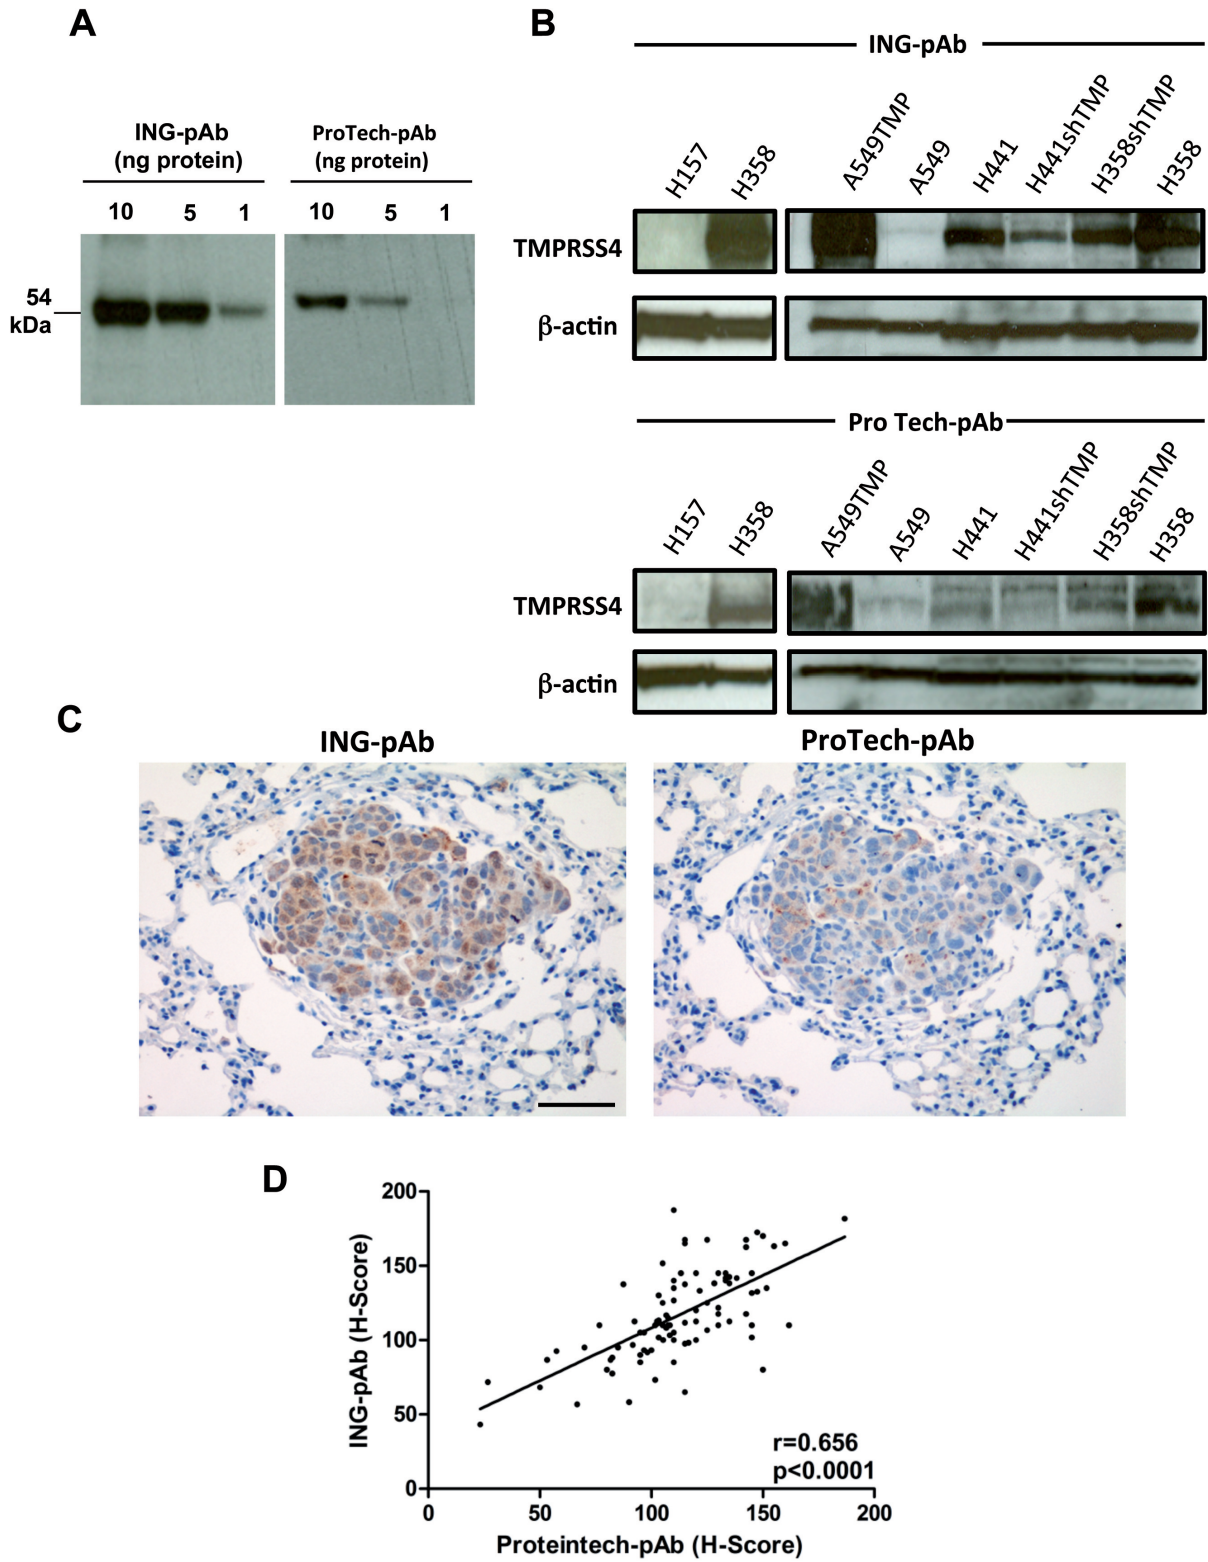 A
ING-pAb
(ng protein)
10 5 1
ProTech-pAb
(ng protein)
10 5 1
54
kDa
B
ING-pAb
H157 H358 A549TMP A549 H441 H441shTMP H358shTMP H358
TMPRSS4
β-actin
Pro Tech-pAb
H157 H358 A549TMP A549 H441 H441shTMP H358shTMP H358
TMPRSS4
β-actin
C
ING-pAb
ProTech-pAb
D
200
150
100
50
0
ING-pAb (H-Score)
r=0.656
p<0.0001
0 50 100 150 200
Proteintech-pAb (H-Score)